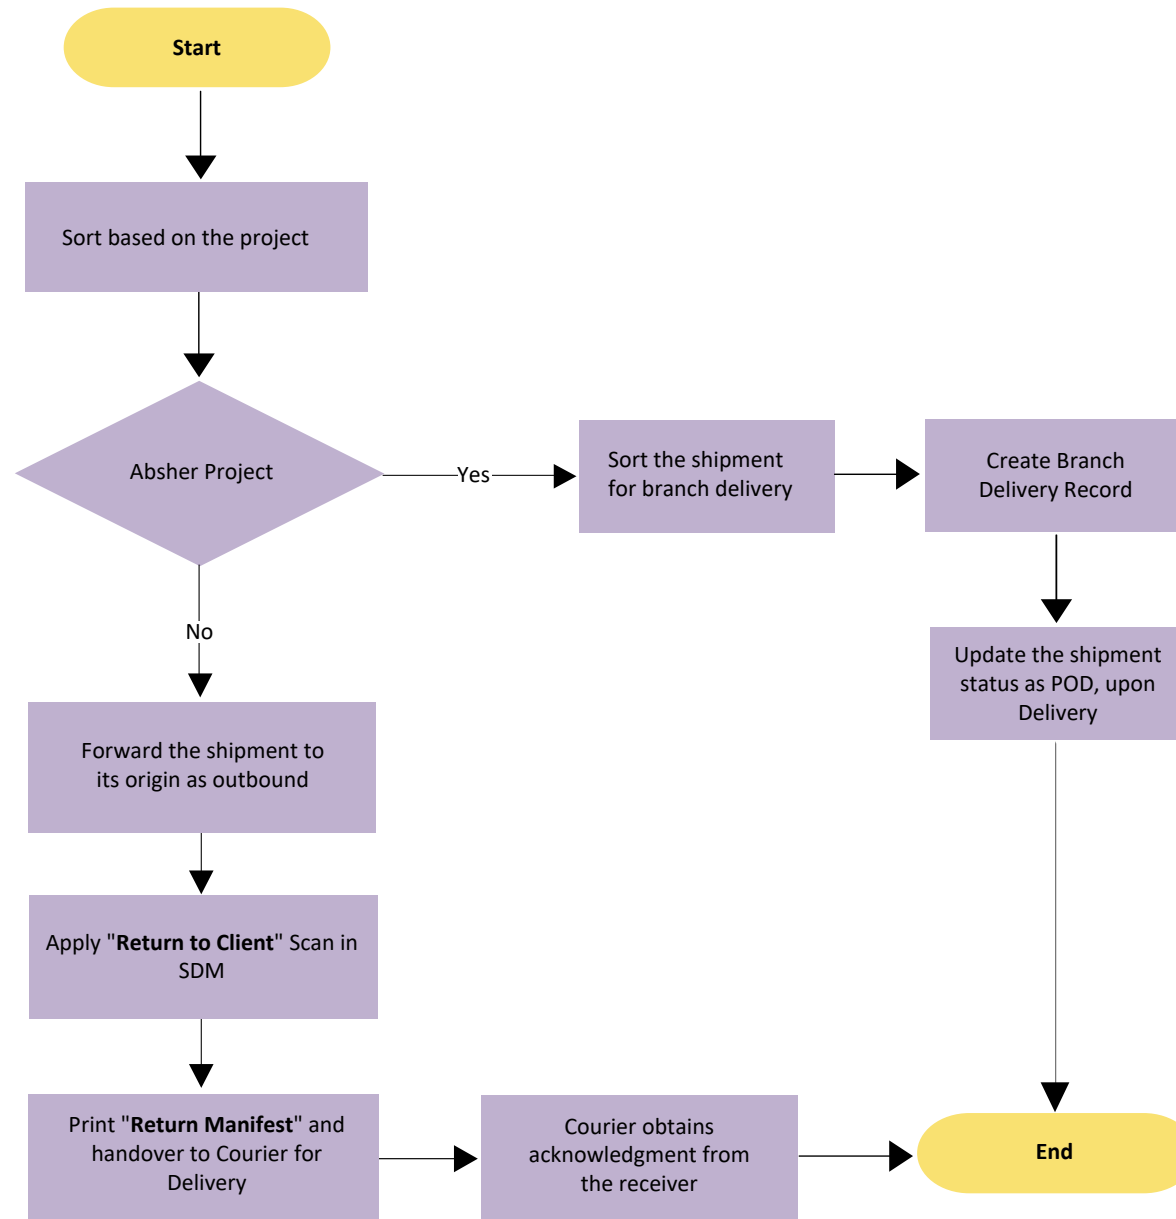 Start
Sort based on the project
Absher Project
Yes
Sort the shipment
for branch delivery
Create Branch
Delivery Record
Update the shipment
status as POD, upon
Delivery
No
Forward the shipment to
its origin as outbound
Apply "Return to Client" Scan in
SDM
Print "Return Manifest" and
handover to Courier for
Delivery
Courier obtains
acknowledgment from
the receiver
End